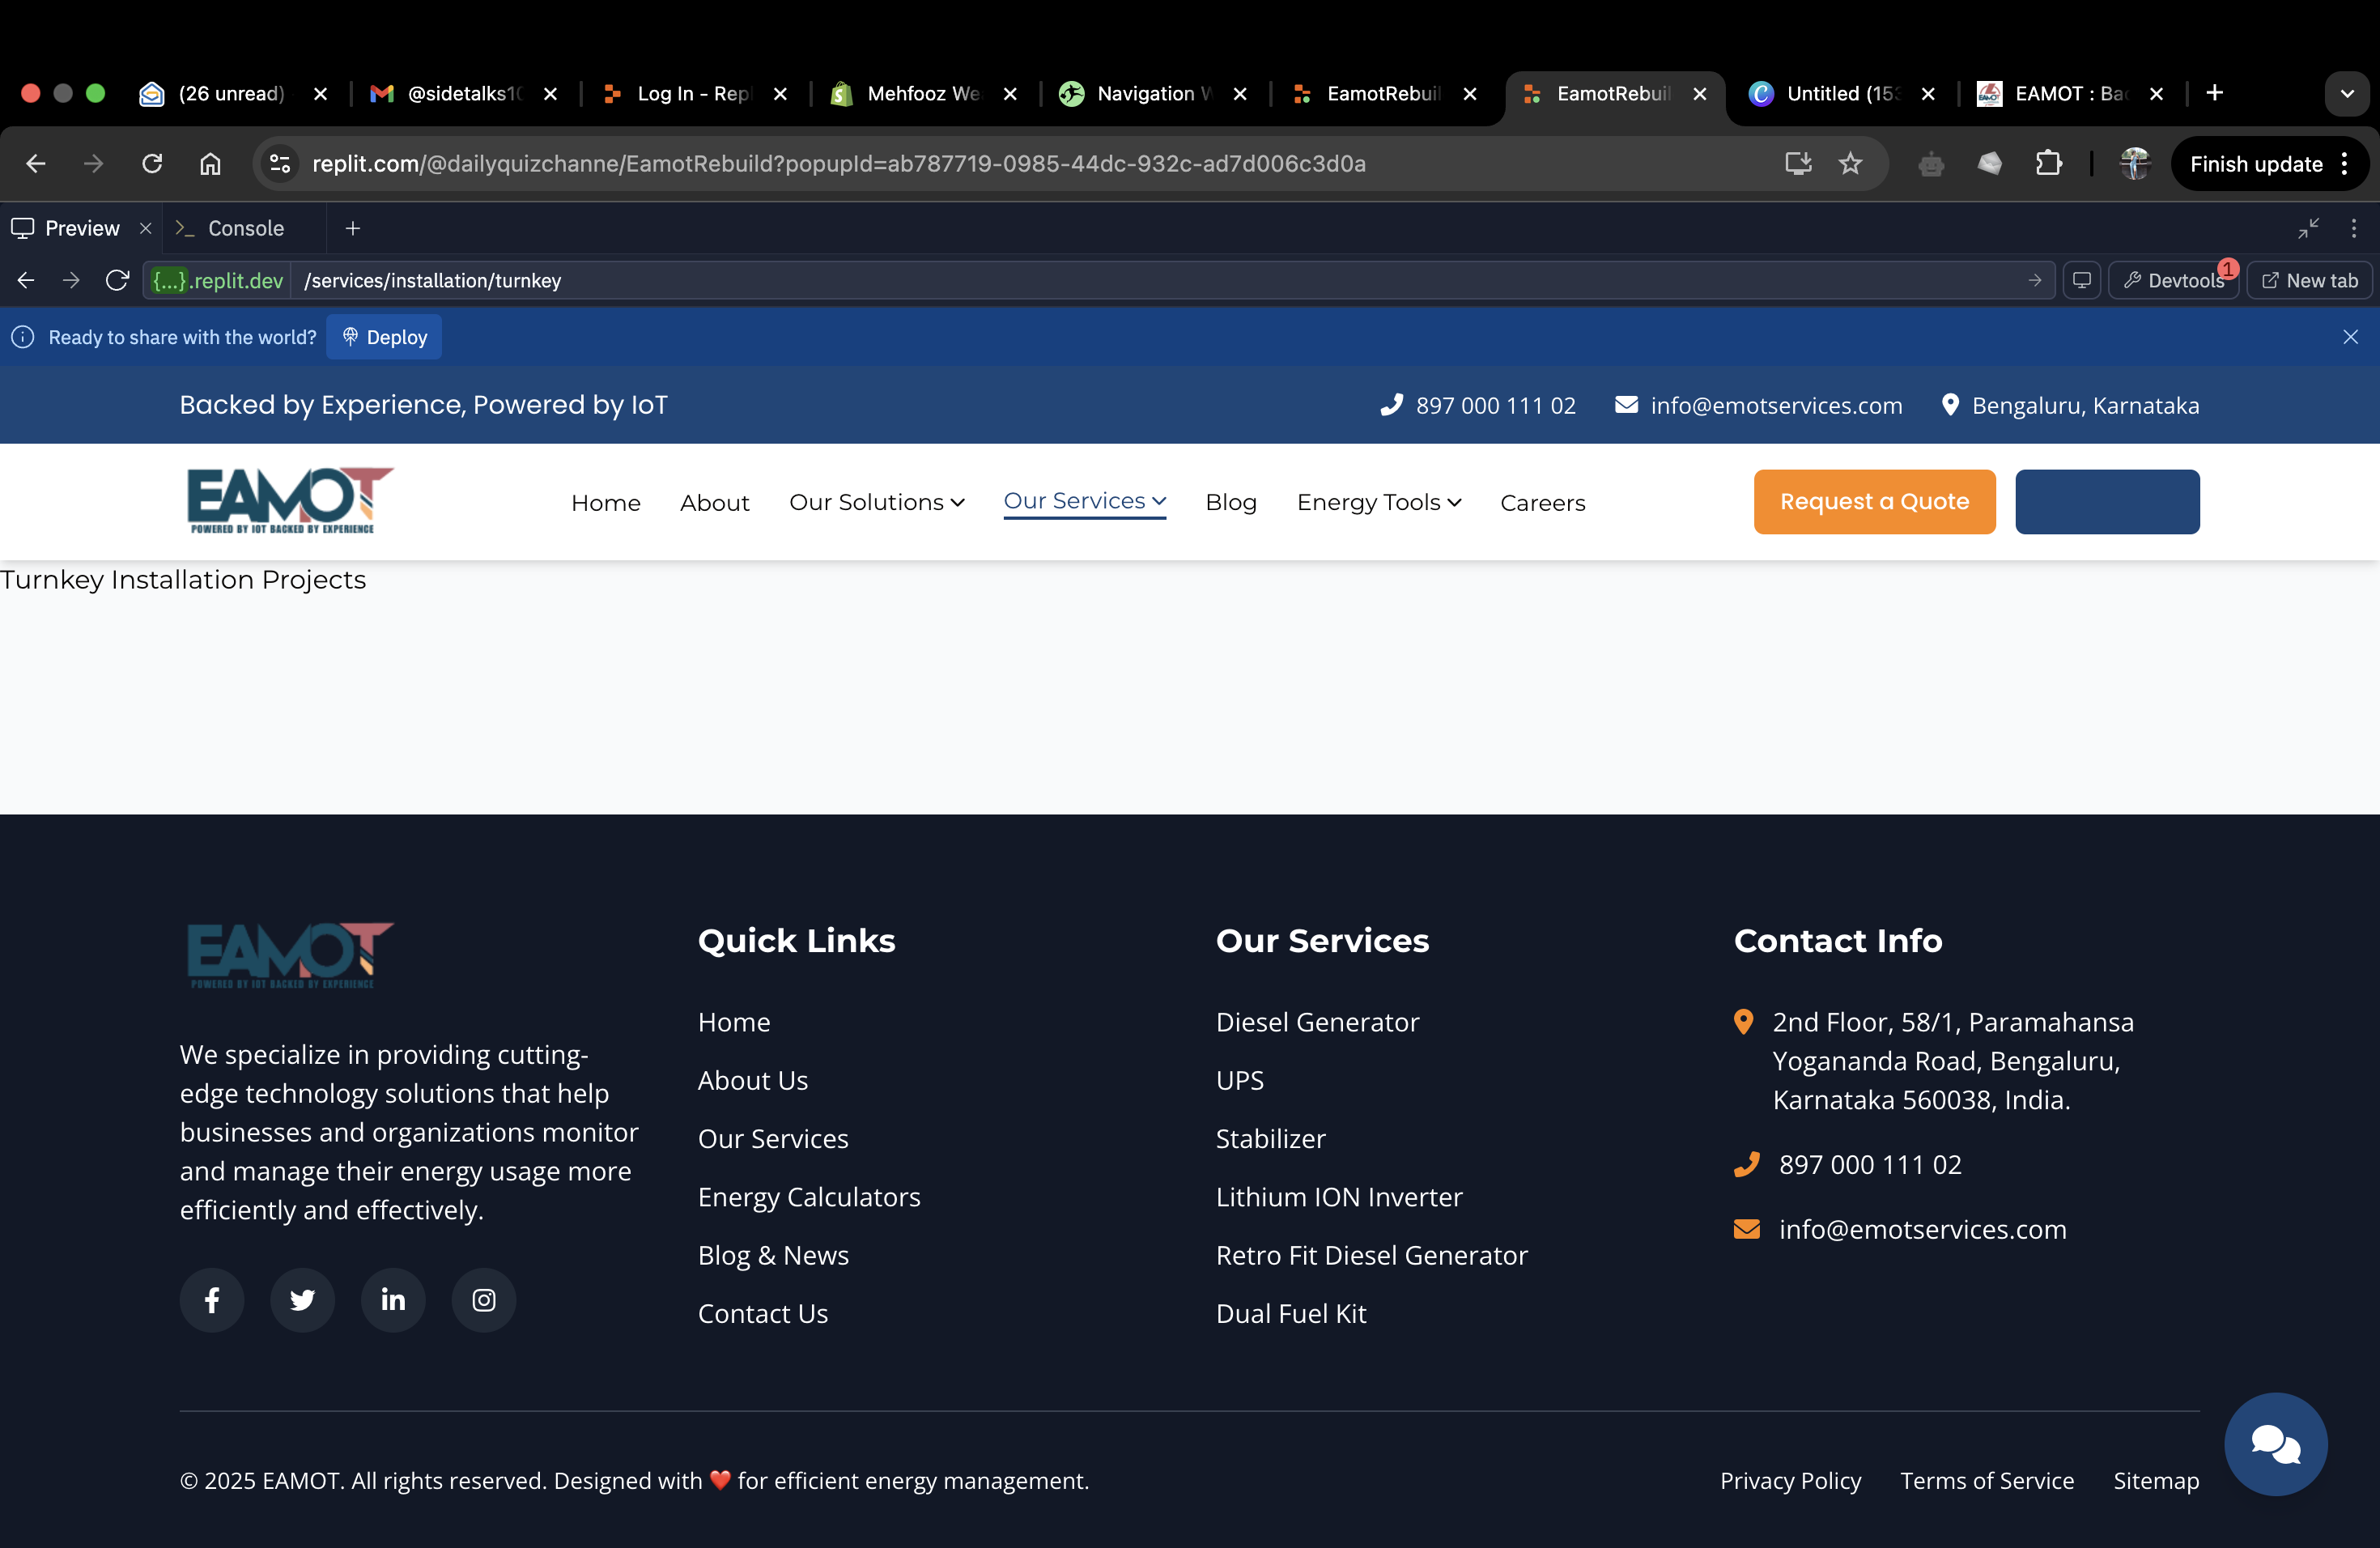 (26 unread)
@sidetalks10
Log In - Repl
Mehfooz We
Navigation W
EamotRebuil
EamotRebuil
Untitled (153
EAMOT : Bac
replit.com/@dailyquizchanne/EamotRebuild?popupId=ab787719-0985-44dc-932c-ad7d006c3d0a
Finish update
Preview
Console
{...}.replit.dev
/services/installation/turnkey
Devtools
1
New tab
Ready to share with the world?
Deploy
Backed by Experience, Powered by IoT
897 000 111 02
info@emotservices.com
Bengaluru, Karnataka
EAMOT
POWERED BY IOT BACKED BY EXPERIENCE
Home
About
Our Solutions
Our Services
Blog
Energy Tools
Careers
Request a Quote
Turnkey Installation Projects
EAMOT
POWERED BY IOT BACKED BY EXPERIENCE
We specialize in providing cutting-
edge technology solutions that help
businesses and organizations monitor
and manage their energy usage more
efficiently and effectively.
Quick Links
Home
About Us
Our Services
Energy Calculators
Blog & News
Contact Us
Our Services
Diesel Generator
UPS
Stabilizer
Lithium ION Inverter
Retro Fit Diesel Generator
Dual Fuel Kit
Contact Info
2nd Floor, 58/1, Paramahansa
Yogananda Road, Bengaluru,
Karnataka 560038, India.
897 000 111 02
info@emotservices.com
© 2025 EAMOT. All rights reserved. Designed with ❤️ for efficient energy management.
Privacy Policy
Terms of Service
Sitemap